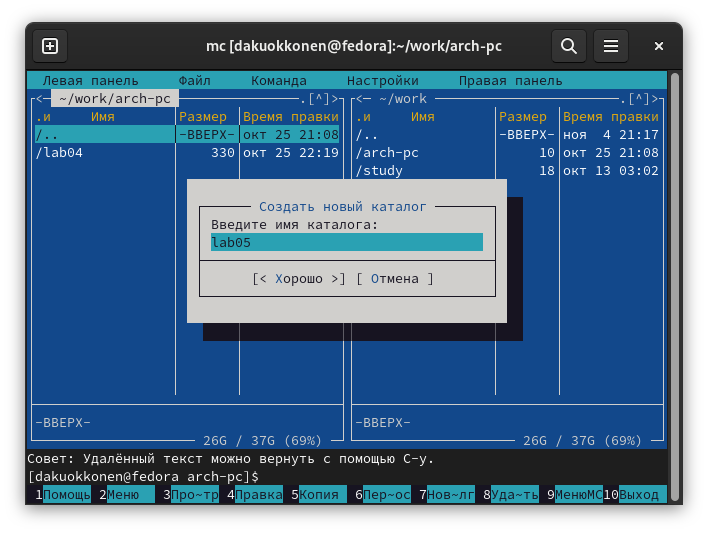 mc [dakuokkonen@fedora]:~/work/arch-pc
Левая панель Файл Команда Настройки Правая панель
<─ ~/work/arch-pc .[^]> <─ ~/work .[^]>
.и Имя Размер Время правки .и Имя Размер Время правки
/.. -ВВЕРХ- окт 25 21:08 /.. -ВВЕРХ- ноя 4 21:17
/lab04 330 окт 25 22:19 /arch-pc 10 окт 25 21:08
/study 18 окт 13 03:02
Создать новый каталог
Введите имя каталога:
lab05
[< Хорошо >] [ Отмена ]
-ВВЕРХ- -ВВЕРХ-
26G / 37G (69%) 26G / 37G (69%)
Совет: Удалённый текст можно вернуть с помощью C-y.
[dakuokkonen@fedora arch-pc]$
1Помощь 2Меню 3Про~тр 4Правка 5Копия 6Пер~ос 7Нов~лг 8Уда~ть 9МенюMC 10Выход